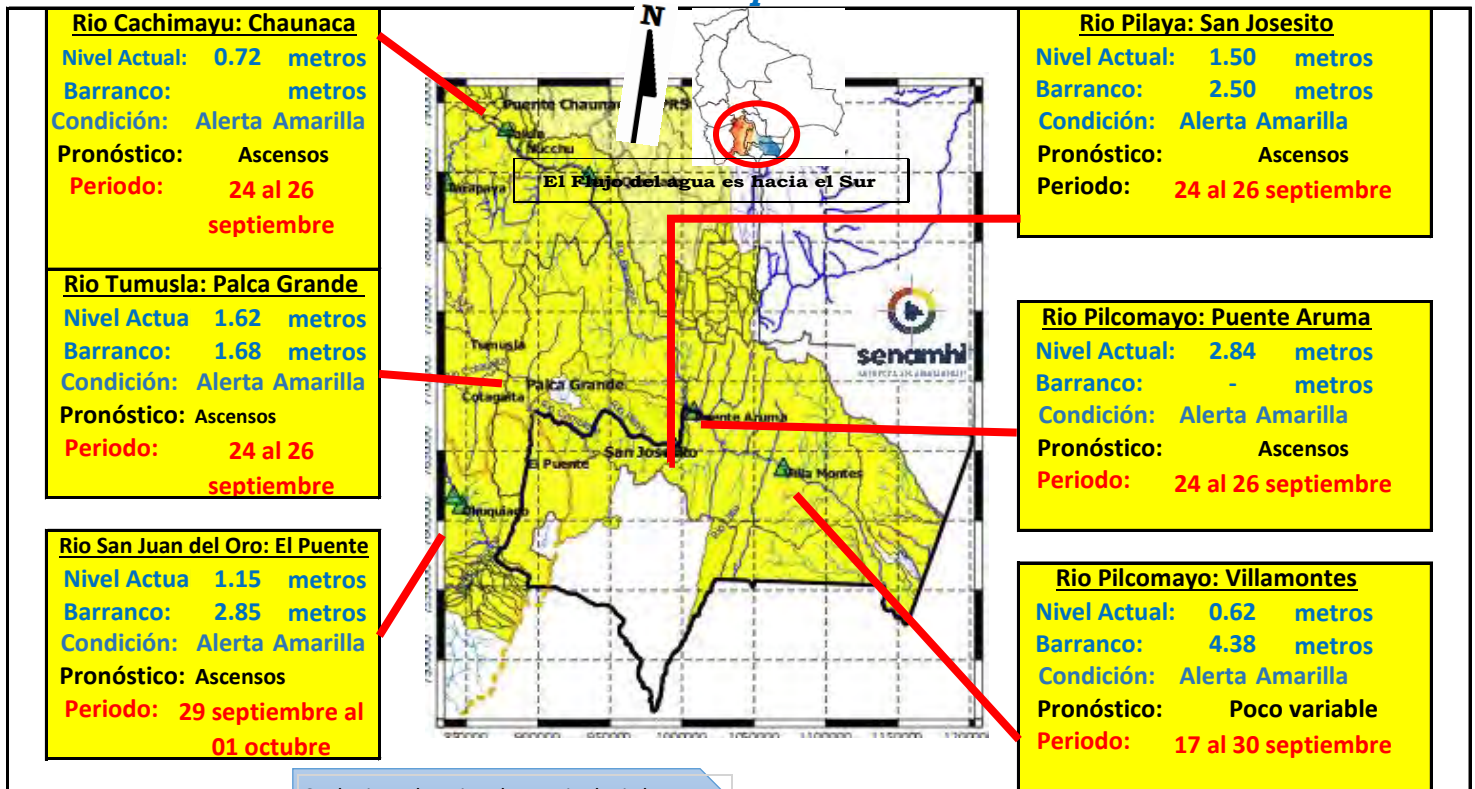 Rio Cachimayu: Chaunaca
Nivel Actual: 0.72 metros
Barranco: metros
Condición: Alerta Amarilla
Pronóstico: Ascensos
Periodo: 24 al 26
septiembre
Rio Tumusla: Palca Grande
Nivel Actua 1.62 metros
Barranco: 1.68 metros
Condición: Alerta Amarilla
Pronóstico: Ascensos
Periodo: 24 al 26
septiembre
Rio San Juan del Oro: El Puente
Nivel Actua 1.15 metros
Barranco: 2.85 metros
Condición: Alerta Amarilla
Pronóstico: Ascensos
Periodo: 29 septiembre al
01 octubre
N
Puente Chauna
Nucchu
Tarapaya
El Flujo del agua es hacia el Sur
senamhi
Tumusla
Palca Grande
Cotagaita
Puente Aruma
San Josesito
El Puente
Villa Montes
Chuquiago
Rio Pilaya: San Josesito
Nivel Actual: 1.50 metros
Barranco: 2.50 metros
Condición: Alerta Amarilla
Pronóstico: Ascensos
Periodo: 24 al 26 septiembre
Rio Pilcomayo: Puente Aruma
Nivel Actual: 2.84 metros
Barranco: - metros
Condición: Alerta Amarilla
Pronóstico: Ascensos
Periodo: 24 al 26 septiembre
Rio Pilcomayo: Villamontes
Nivel Actual: 0.62 metros
Barranco: 4.38 metros
Condición: Alerta Amarilla
Pronóstico: Poco variable
Periodo: 17 al 30 septiembre